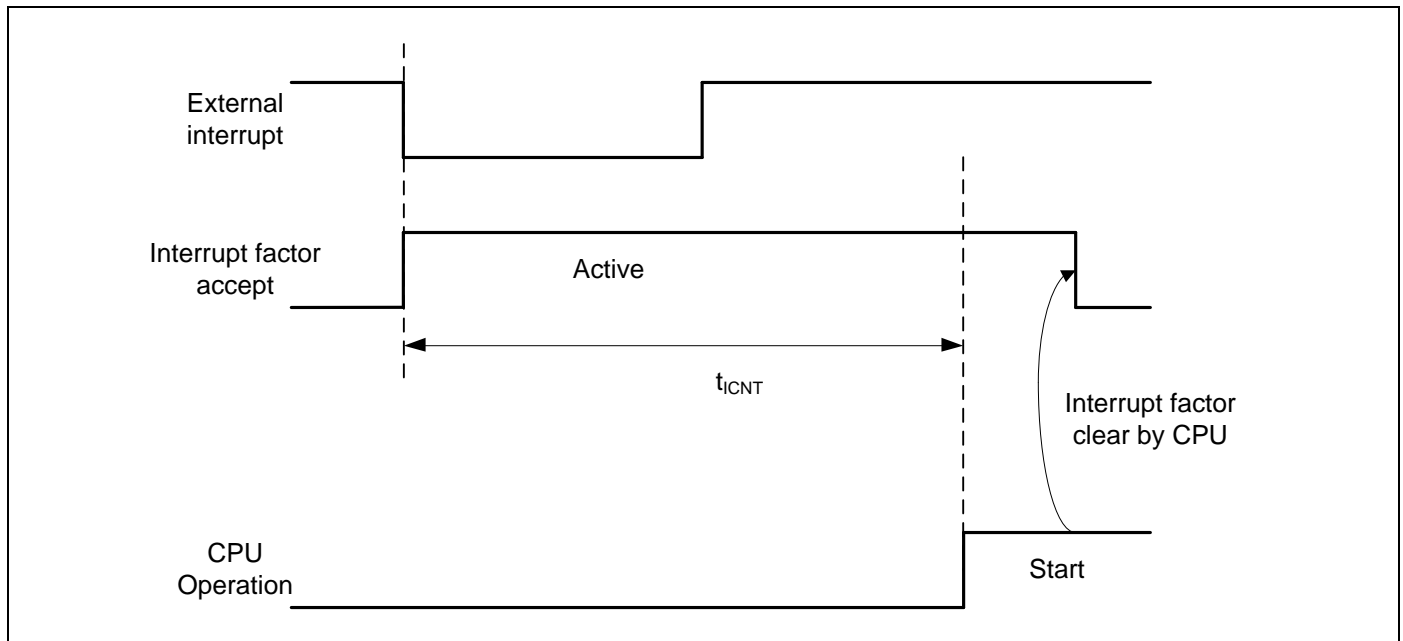 External
interrupt
Interrupt factor
accept
Active
tICNT
Interrupt factor
clear by CPU
CPU
Operation
Start